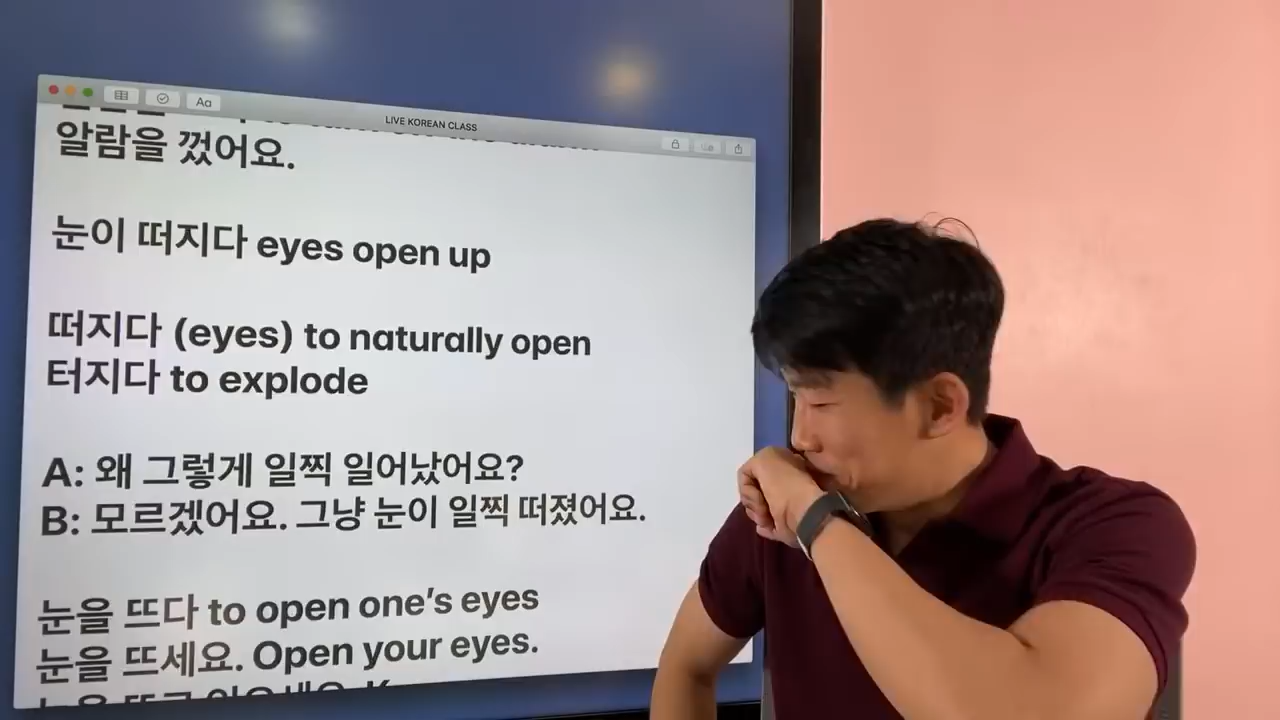 Aa
LIVE KOREAN CLASS
알람을 껐어요.
눈이 떠지다 eyes open up
떠지다 (eyes) to naturally open
터지다 to explode
A: 왜 그렇게 일찍 일어났어요?
B: 모르겠어요. 그냥 눈이 일찍 떠졌어요.
눈을 뜨다 to open one's eyes
눈을 뜨세요. Open your eyes.